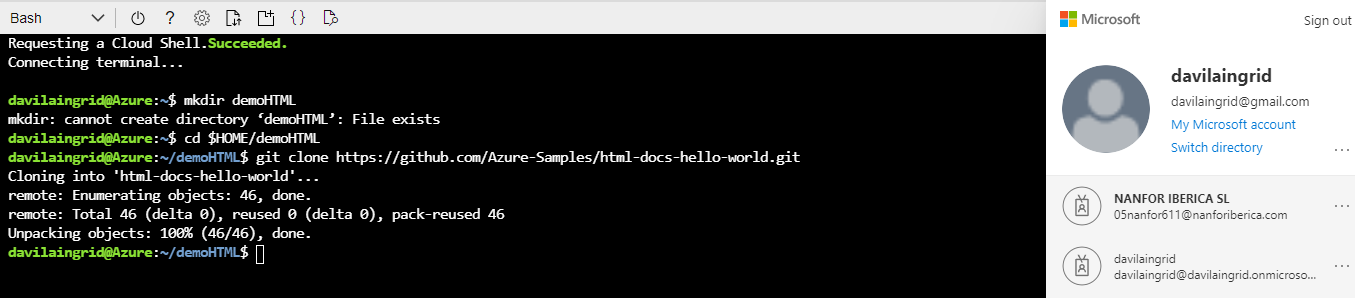 Bash
Requesting a Cloud Shell.Succeeded.
Connecting terminal...
davilaingrid@Azure:~$ mkdir demoHTML
mkdir: cannot create directory ‘demoHTML’: File exists
davilaingrid@Azure:~$ cd $HOME/demoHTML
davilaingrid@Azure:~/demoHTML$ git clone https://github.com/Azure-Samples/html-docs-hello-world.git
Cloning into 'html-docs-hello-world'...
remote: Enumerating objects: 46, done.
remote: Total 46 (delta 0), reused 0 (delta 0), pack-reused 46
Unpacking objects: 100% (46/46), done.
davilaingrid@Azure:~/demoHTML$
Microsoft
Sign out
davilaingrid
davilaingrid@gmail.com
My Microsoft account
Switch directory
NANFOR IBERICA SL
05nanfor611@nanforiberica.com
davilaingrid
davilaingrid@davilaingrid.onmicroso...